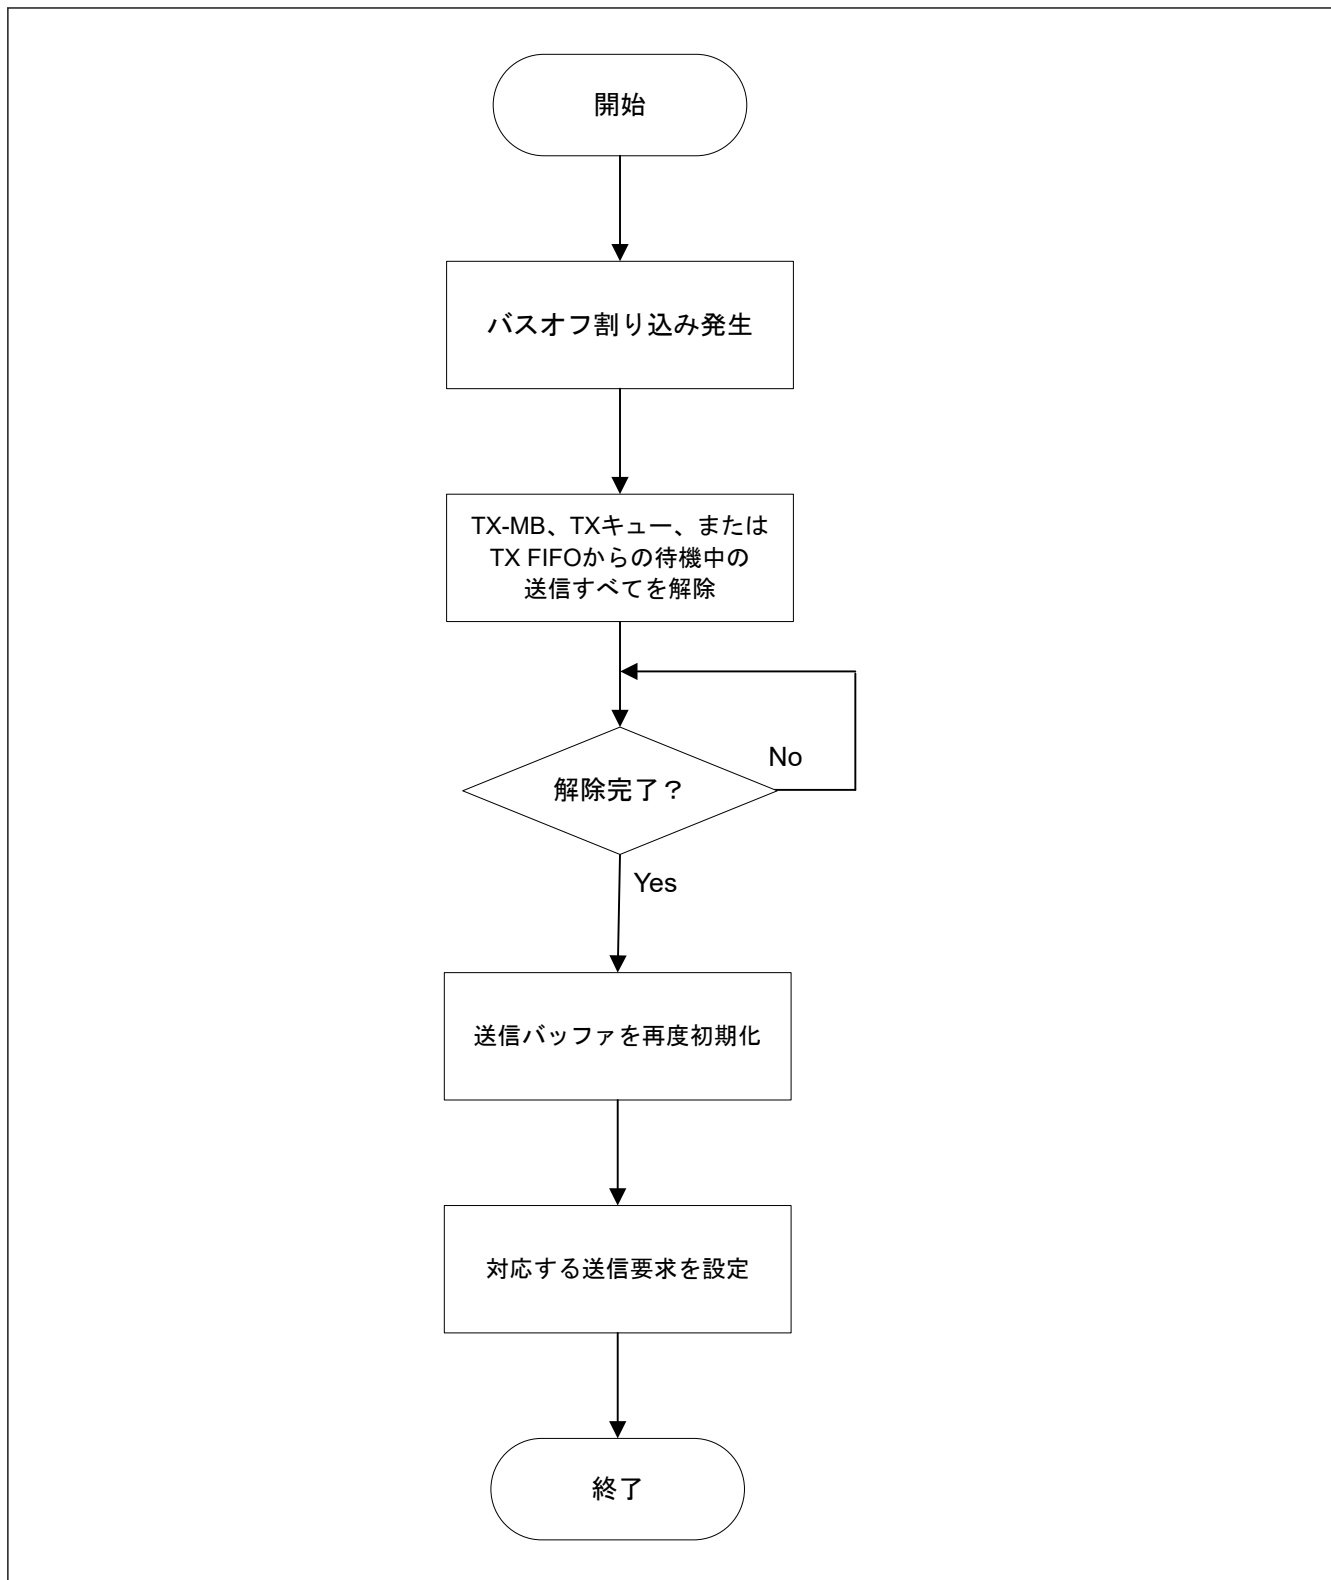 開始
バスオフ割り込み発生
TX-MB、TXキュー、または
TX FIFOからの待機中の
送信すべてを解除
No
解除完了？
Yes
送信バッファを再度初期化
対応する送信要求を設定
終了